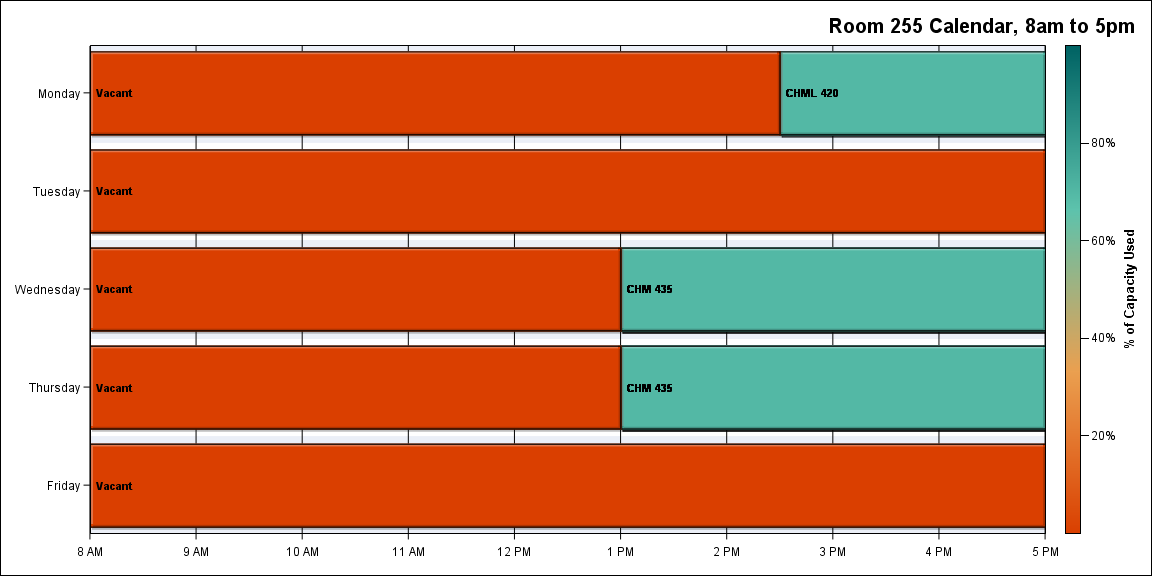 Room 255 Calendar, 8am to 5pm
Monday
Vacant
CHML 420
Tuesday
Vacant
Wednesday
Vacant
CHM 435
Thursday
Vacant
CHM 435
Friday
Vacant
8 AM 9 AM 10 AM 11 AM 12 PM 1 PM 2 PM 3 PM 4 PM 5 PM
80%
60%
40%
20%
% of Capacity Used